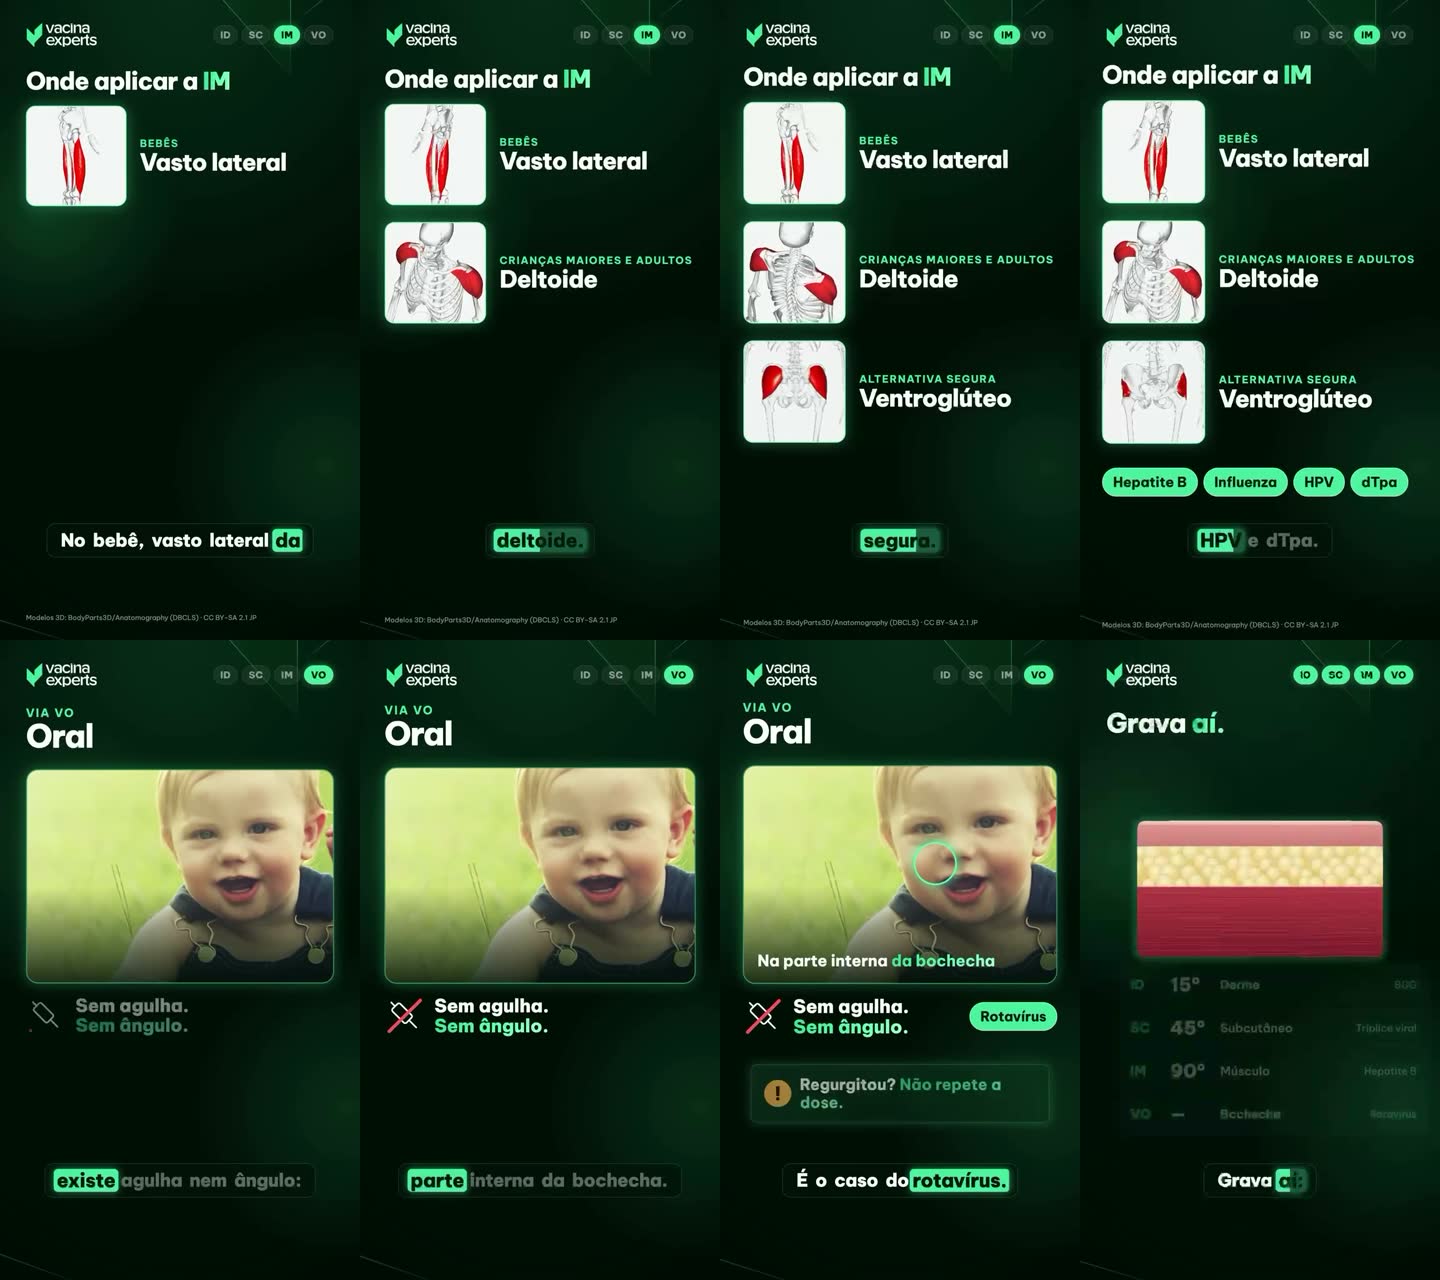 vacina
experts
ID SC IM VO
Onde aplicar a IM
BEBÊS
Vasto lateral
No bebê, vasto lateral da
Modelos 3D: BodyParts3D/Anatomography (DBCLS) · CC BY-SA 2.1 JP
vacina
experts
ID SC IM VO
Onde aplicar a IM
BEBÊS
Vasto lateral
CRIANÇAS MAIORES E ADULTOS
Deltoide
deltoide.
Modelos 3D: BodyParts3D/Anatomography (DBCLS) · CC BY-SA 2.1 JP
vacina
experts
ID SC IM VO
Onde aplicar a IM
BEBÊS
Vasto lateral
CRIANÇAS MAIORES E ADULTOS
Deltoide
ALTERNATIVA SEGURA
Ventroglúteo
segura.
Modelos 3D: BodyParts3D/Anatomography (DBCLS) · CC BY-SA 2.1 JP
vacina
experts
ID SC IM VO
Onde aplicar a IM
BEBÊS
Vasto lateral
CRIANÇAS MAIORES E ADULTOS
Deltoide
ALTERNATIVA SEGURA
Ventroglúteo
Hepatite B Influenza HPV dTpa
HPV e dTpa.
Modelos 3D: BodyParts3D/Anatomography (DBCLS) · CC BY-SA 2.1 JP
vacina
experts
ID SC IM VO
VIA VO
Oral
Sem agulha.
Sem ângulo.
existe agulha nem ângulo:
vacina
experts
ID SC IM VO
VIA VO
Oral
Sem agulha.
Sem ângulo.
parte interna da bochecha.
vacina
experts
ID SC IM VO
VIA VO
Oral
Na parte interna da bochecha
Sem agulha.
Sem ângulo.
Rotavírus
! Regurgitou? Não repete a
dose.
É o caso do rotavírus.
vacina
experts
ID SC IM VO
Grava aí.
ID 15° Derme BCG
SC 45° Subcutâneo Tríplice viral
IM 90° Músculo Hepatite B
VO – Bochecha Rotavírus
Grava aí: